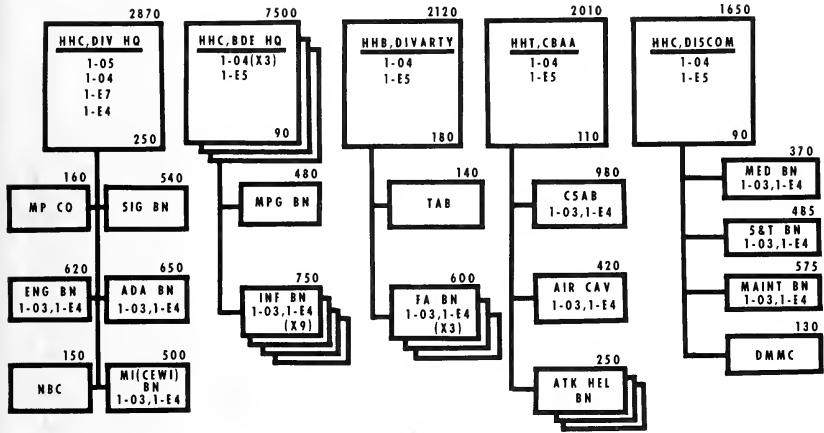 2870
HHC,DIV HQ
1-05
1-04
1-E7
1-E4
250
160
MP CO
540
SIG BN
620
ENG BN
1-03,1-E4
650
ADA BN
1-03,1-E4
150
NBC
500
MI(CEWI)
BN
1-03,1-E4
7500
HHC,BDE HQ
1-04(X3)
1-E5
90
480
MPG BN
750
INF BN
1-03,1-E4
(X9)
2120
HHB,DIVARTY
1-04
1-E5
180
140
TAB
600
FA BN
1-03,1-E4
(X3)
2010
HHT,CBAA
1-04
1-E5
110
980
CSAB
1-03,1-E4
420
AIR CAV
1-03,1-E4
250
ATK HEL
BN
1650
HHC,DISCOM
1-04
1-E5
90
370
MED BN
1-03,1-E4
485
S&T BN
1-03,1-E4
575
MAINT BN
1-03,1-E4
130
DMMC